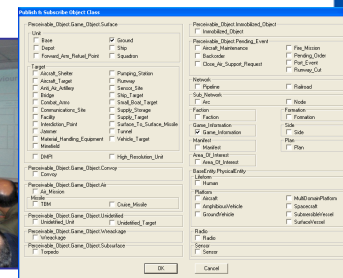 Publish & Subscribe Object Class
Perceivable_Object.Game_Object.Surface
Unit
Base
Ground
Depot
Ship
Forward_Arm_Refuel_Point
Squadron
Target
Aircraft_Shelter
Pumping_Station
Aircraft_Target
Runway
Anti_Air_Artillery
Sensor_Site
Bridge
Ship_Target
Combat_Arms
Small_Boat_Target
Communications_Site
Supply_Storage
Facility
Supply_Target
Interdiction_Point
Surface_To_Surface_Missile
Jammer
Tunnel
Material_Handling_Equipment
Vehicle_Target
Minefield
DMPI
High_Resolution_Unit
Perceivable_Object.Game_Object.Convoy
Convoy
Perceivable_Object.Game_Object.Air
Air_Mission
Missile
TBM
Cruise_Missile
Perceivable_Object.Game_Object.Unidentified
Unidentified_Unit
Unidentified_Target
Perceivable_Object.Game_Object.Wreackage
Wreackage
Perceivable_Object.Game_Object.Subsurface
Torpedo
Perceivable_Object.Immobilized_Object
Immobilized_Object
Perceivable_Object.Pending_Event
Aircraft_Maintenance
Fire_Mission
Backorder
Pending_Order
Close_Air_Support_Request
Port_Event
Runway_Cut
Network
Pipeline
Railroad
Sub_Network
Arc
Node
Faction
Formation
Faction
Formation
Game_Information
Side
Game_Information
Side
Manifest
Plan
Manifest
Plan
Area_Of_Interest
Area_Of_Interest
BaseEntity.PhysicalEntity
Lifeform
Human
Platform
Aircraft
MultiDomainPlatform
AmphibiousVehicle
Spacecraft
GroundVehicle
SubmersibleVessel
SurfaceVessel
Radio
Radio
Sensor
Sensor
OK
Cancel